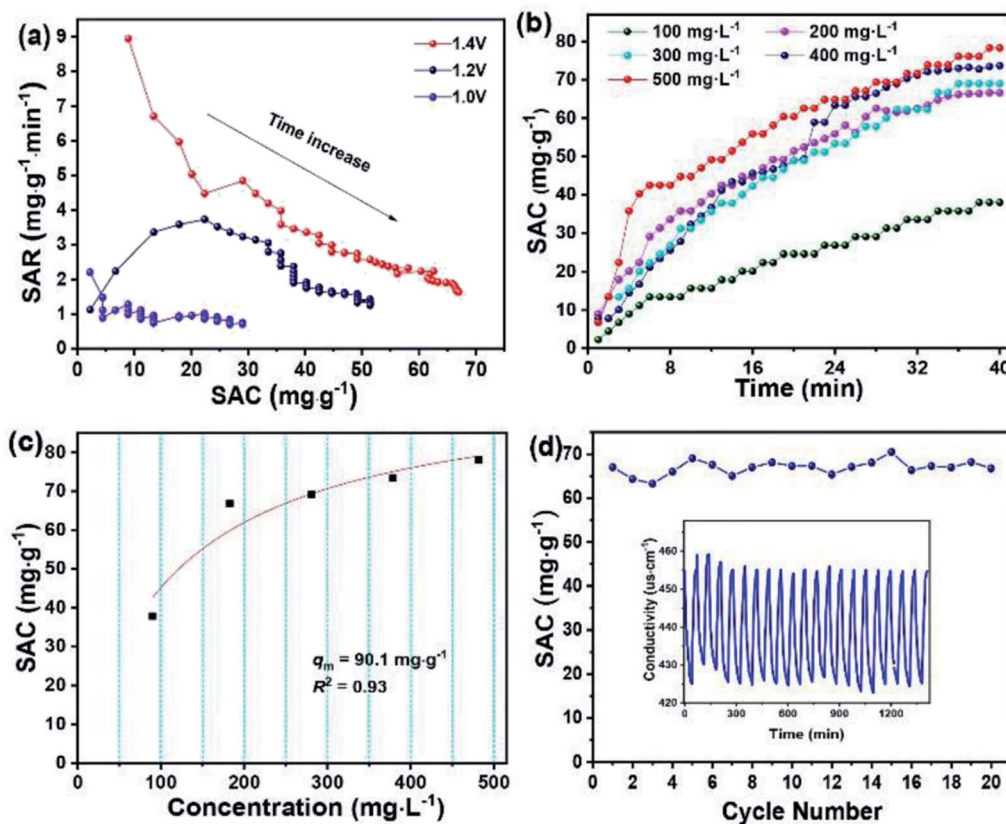 (a)
1.4V
1.2V
1.0V
Time increase
SAR (mg·g⁻¹·min⁻¹)
9
8
7
6
5
4
3
2
1
0
0 10 20 30 40 50 60 70
SAC (mg·g⁻¹)
(b)
100 mg·L⁻¹ 200 mg·L⁻¹
300 mg·L⁻¹ 400 mg·L⁻¹
500 mg·L⁻¹
SAC (mg·g⁻¹)
80
70
60
50
40
30
20
10
0
0 8 16 24 32 40
Time (min)
(c)
SAC (mg·g⁻¹)
80
70
60
50
40
30
20
10
0
qm = 90.1 mg·g⁻¹
R² = 0.93
100 200 300 400 500
Concentration (mg·L⁻¹)
(d)
SAC (mg·g⁻¹)
70
60
50
40
30
20
10
0
Conductivity (us·cm⁻¹)
460
450
440
430
420
0 300 600 900 1200
Time (min)
0 2 4 6 8 10 12 14 16 18 20
Cycle Number